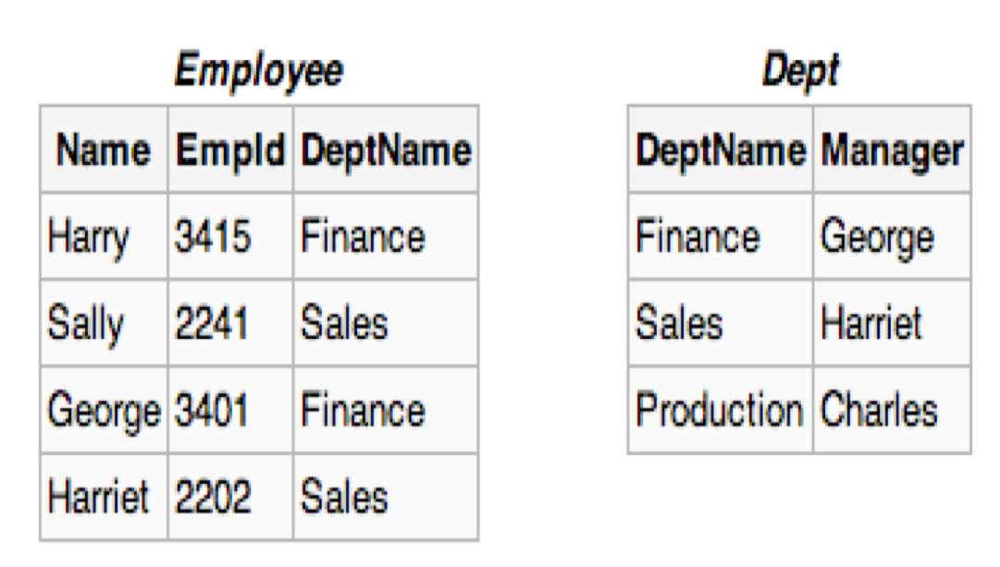 Employee Dept
Name EmpId DeptName DeptName Manager
Harry 3415 Finance Finance George
Sally 2241 Sales Sales Harriet
George 3401 Finance Production Charles
Harriet 2202 Sales